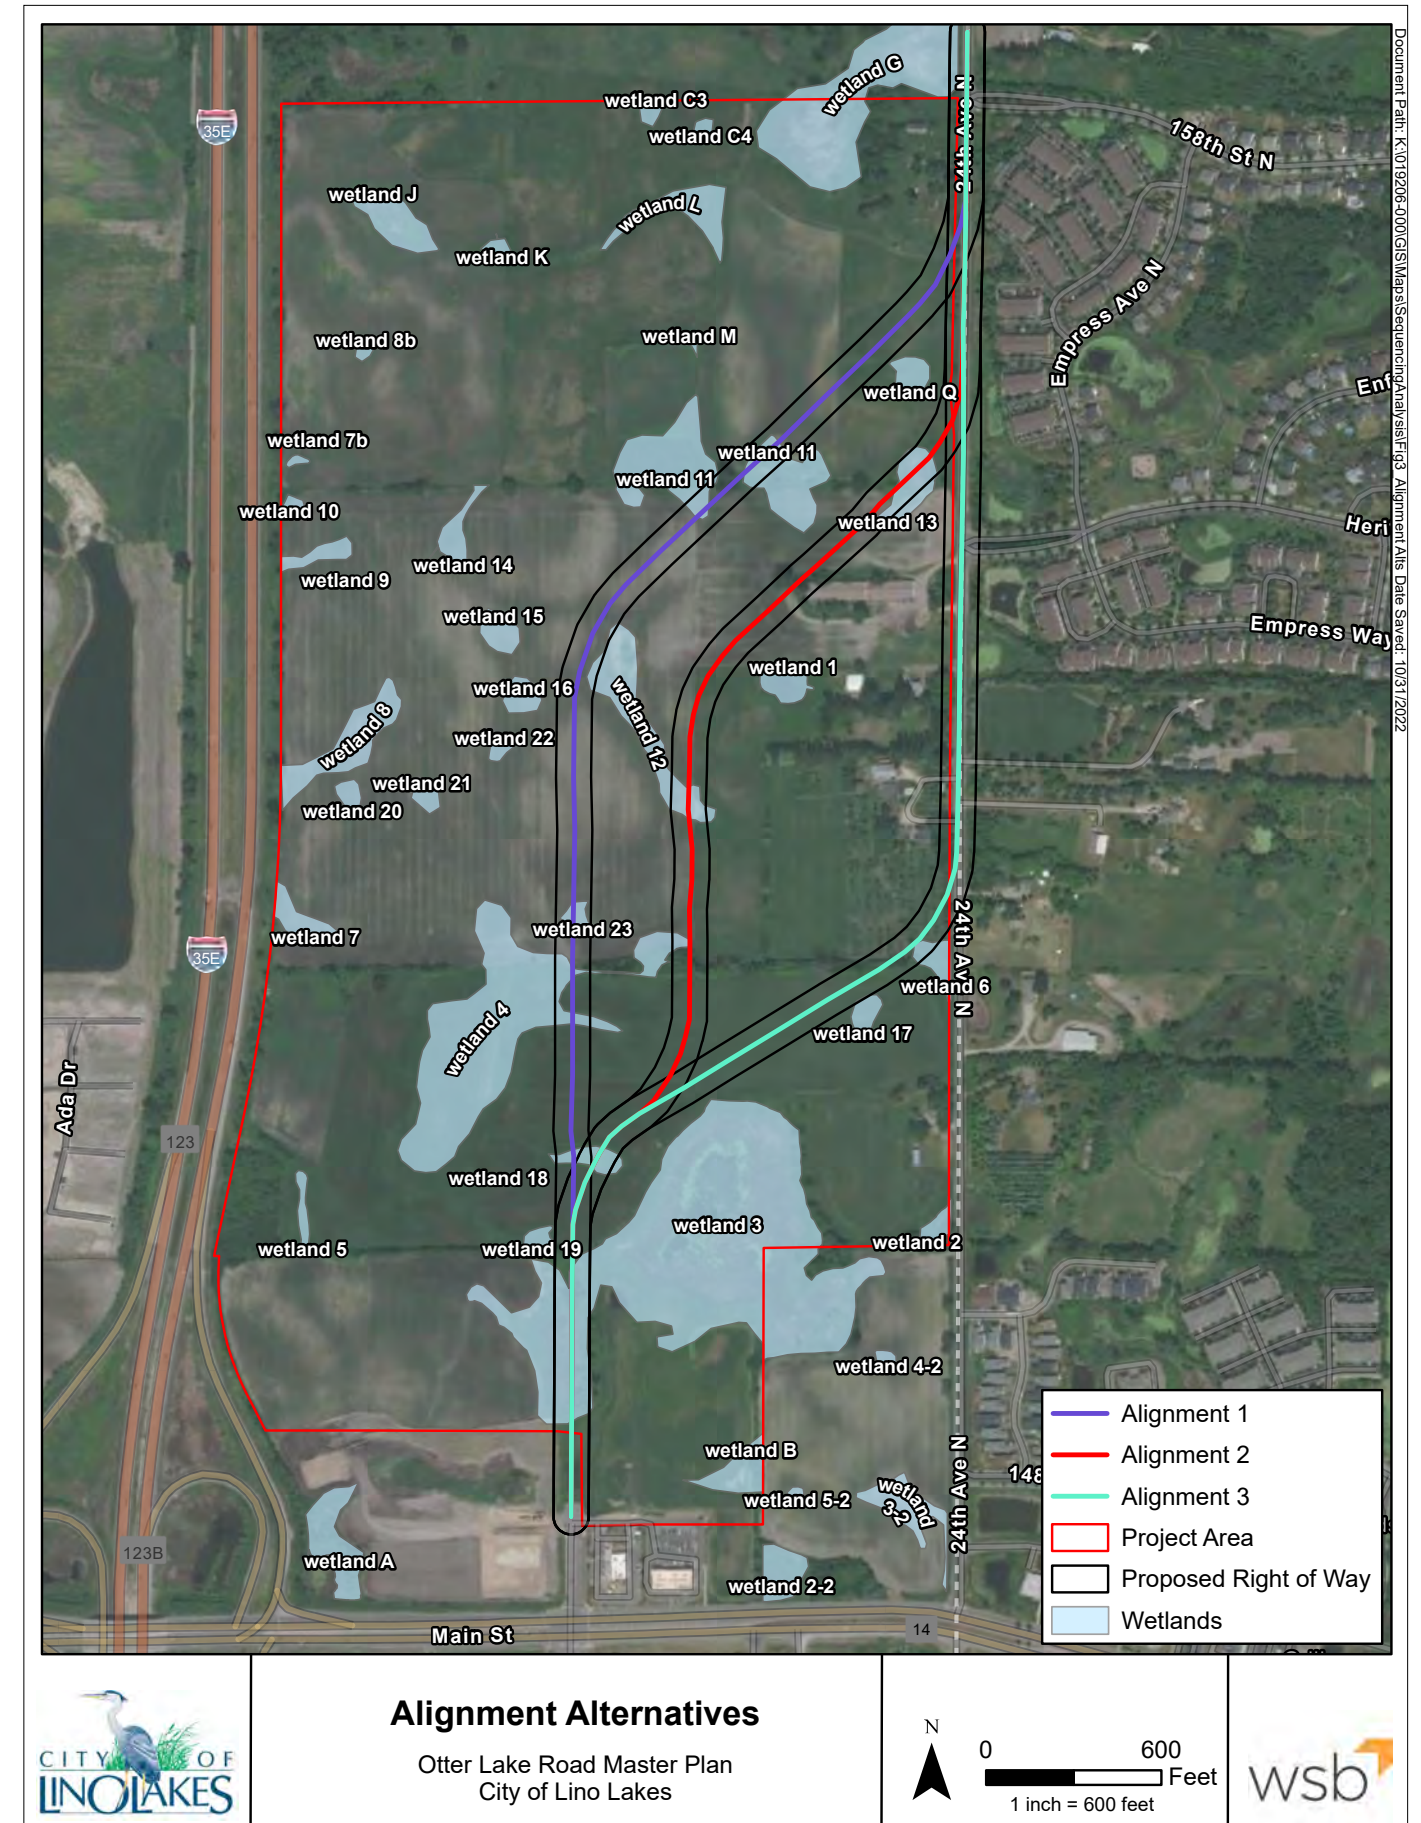 Document Path: K:\019206-000\GIS\Maps\SequencingAnalysis\Fig3_Alignment Alts Date Saved: 10/31/2022
wetland G
wetland C3
24th Ave N
35E
wetland C4
158th St N
wetland J
wetland L
wetland K
Empress Ave N
wetland 8b
wetland M
wetland Q
Enf
wetland 7b
wetland 11
wetland 11
wetland 10
wetland 13
Heri
wetland 14
wetland 9
wetland 15
Empress Way
wetland 1
wetland 16
wetland 12
wetland 8
wetland 22
wetland 21
wetland 20
wetland 23
wetland 7
24th Ave N
35E
wetland 6
wetland 4
wetland 17
Ada Dr
123
wetland 18
wetland 3
wetland 2
wetland 5
wetland 19
wetland 4-2
Alignment 1
wetland B
Alignment 2
24th Ave N
148
wetland 5-2
wetland
3-2
Alignment 3
Project Area
123B
wetland A
Proposed Right of Way
wetland 2-2
Wetlands
Main St
14
CITY OF
LINO LAKES
Alignment Alternatives
Otter Lake Road Master Plan
City of Lino Lakes
N
0 600
Feet
1 inch = 600 feet
wsb